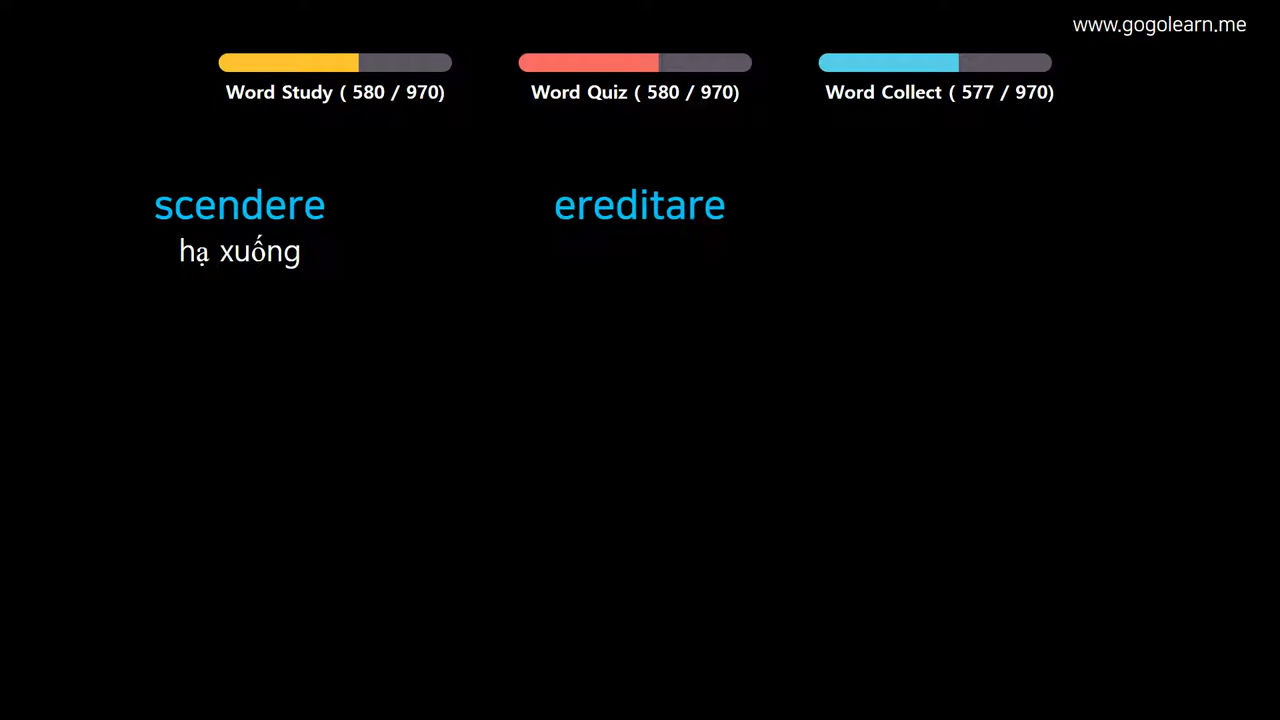 www.gogolearn.me
Word Study ( 580 / 970)
Word Quiz ( 580 / 970)
Word Collect ( 577 / 970)
scendere
hạ xuống
ereditare